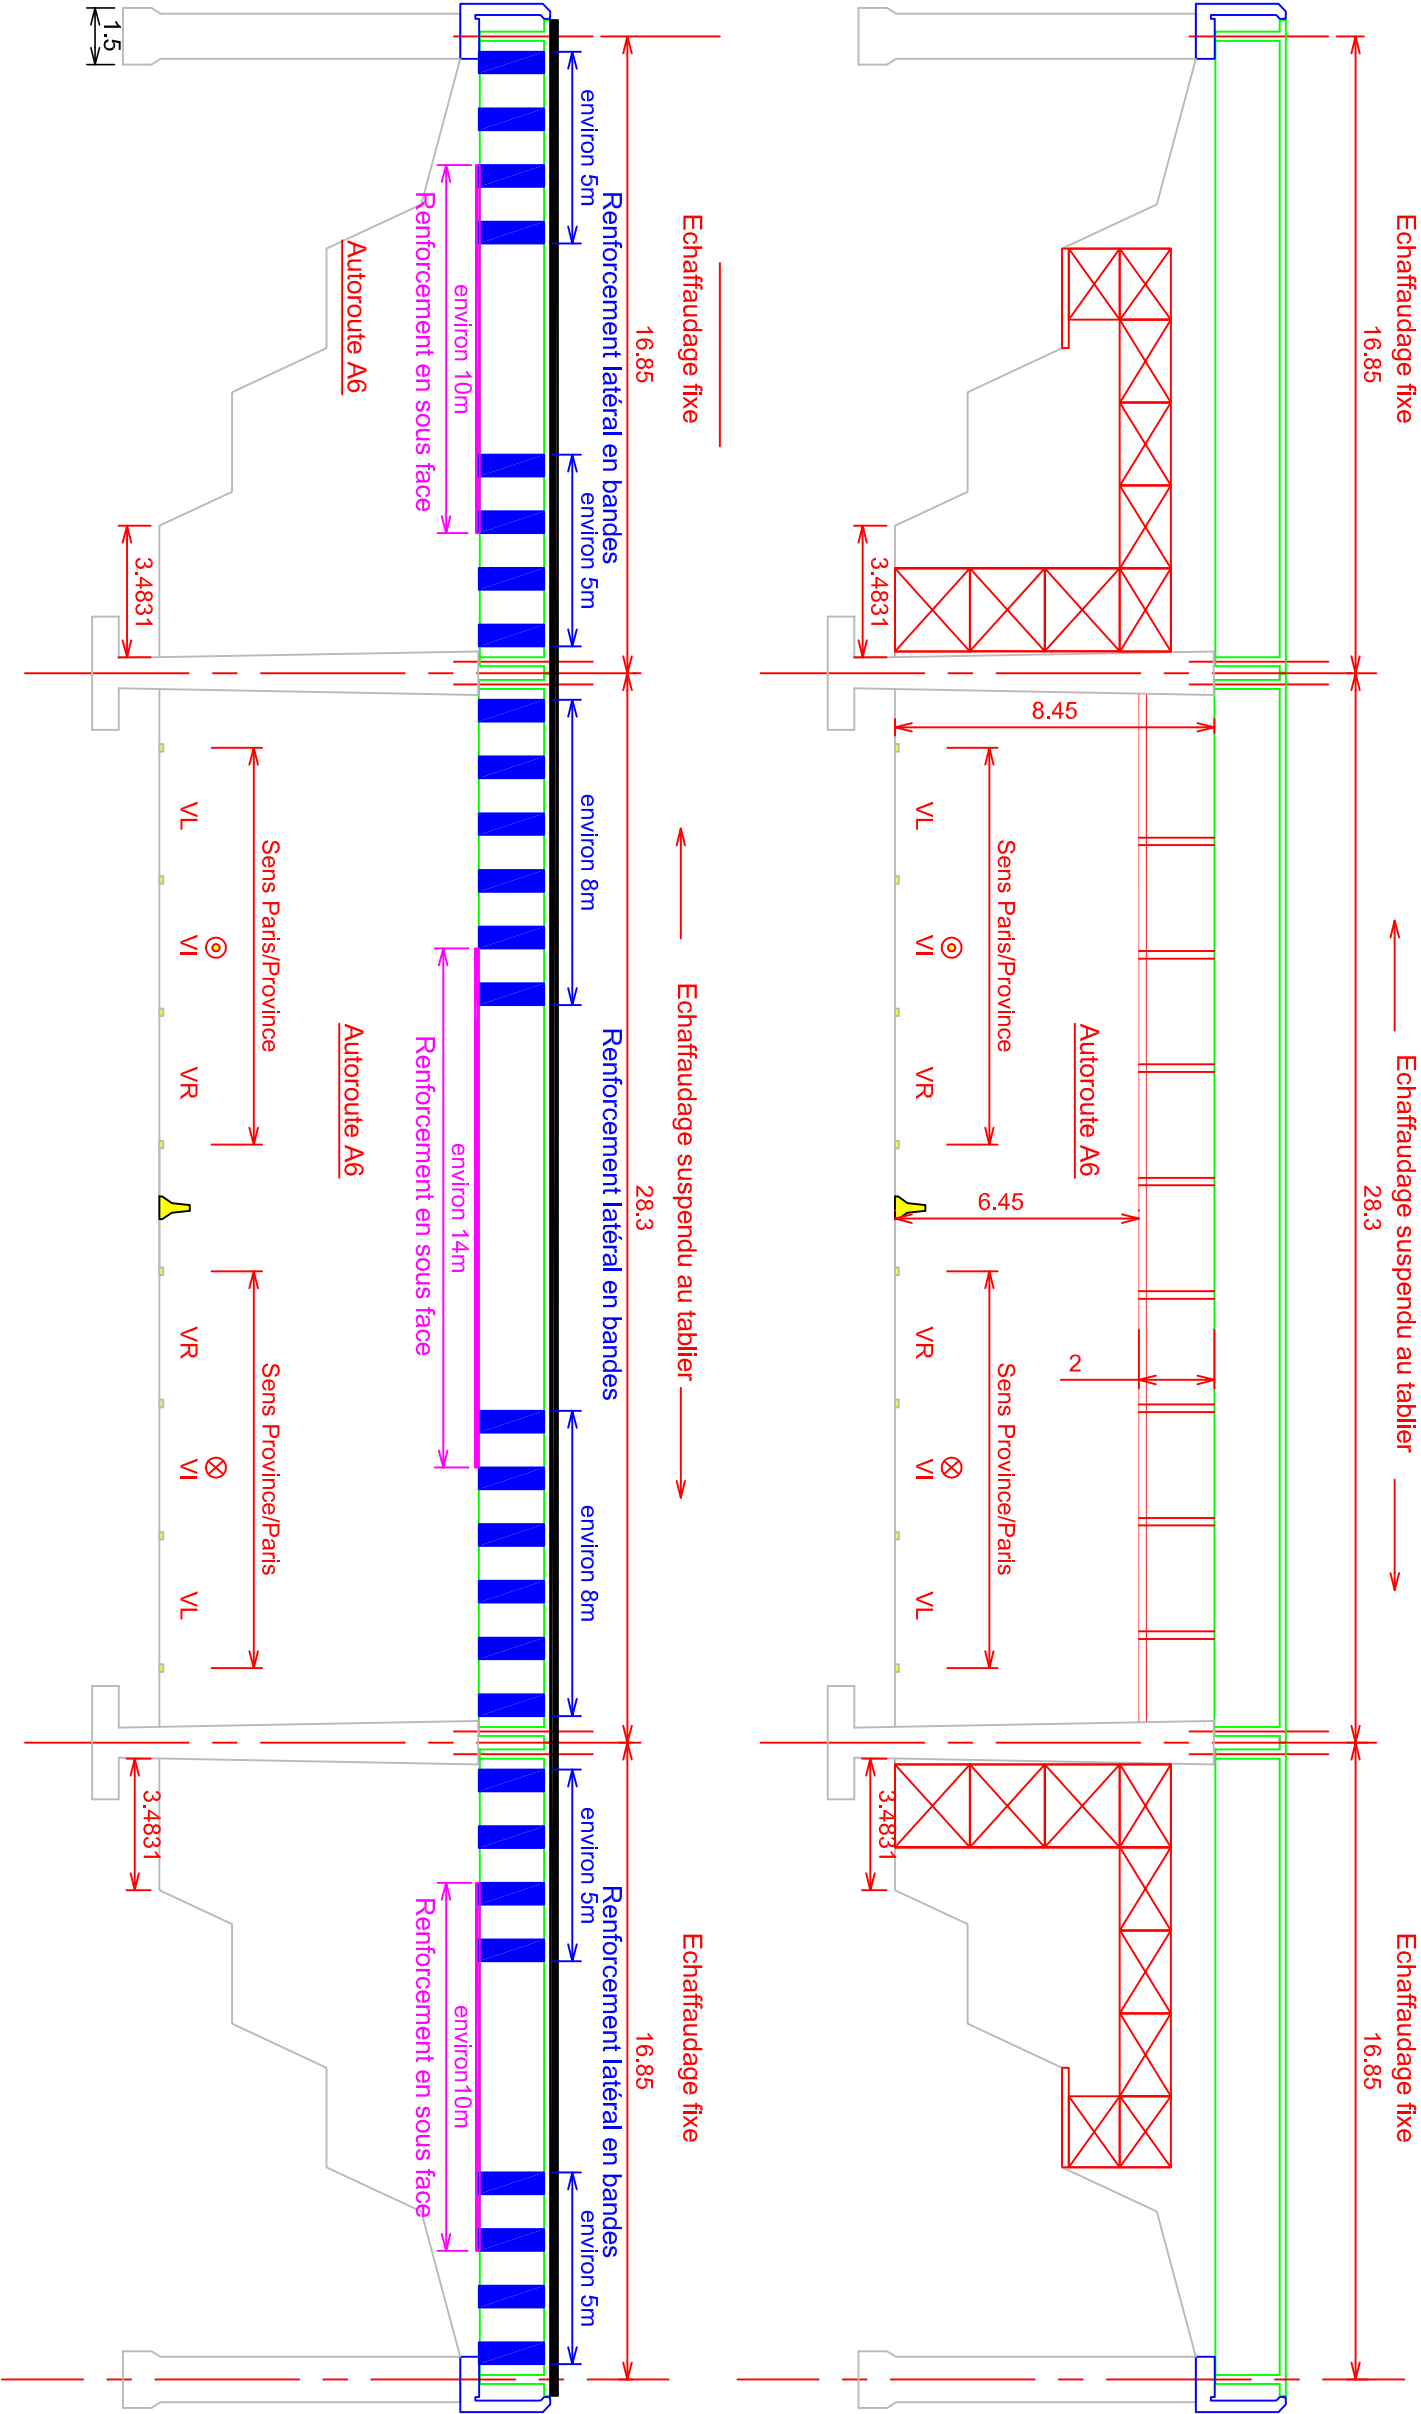 Echaffaudage fixe
Echaffaudage suspendu au tablier
Echaffaudage fixe
16.85
28.3
16.85
8.45
2
6.45
Autoroute A6
Sens Paris/Province
Sens Province/Paris
VL
VI
VR
VR
VI
VL
3.4831
3.4831
Echaffaudage fixe
Echaffaudage suspendu au tablier
Echaffaudage fixe
16.85
28.3
16.85
Renforcement latéral en bandes
Renforcement latéral en bandes
Renforcement latéral en bandes
environ 5m
environ 5m
environ 8m
environ 8m
environ 5m
environ 5m
environ 10m
environ 14m
environ10m
Renforcement en sous face
Renforcement en sous face
Renforcement en sous face
Autoroute A6
Autoroute A6
Sens Paris/Province
Sens Province/Paris
VL
VI
VR
VR
VI
VL
3.4831
3.4831
1.5